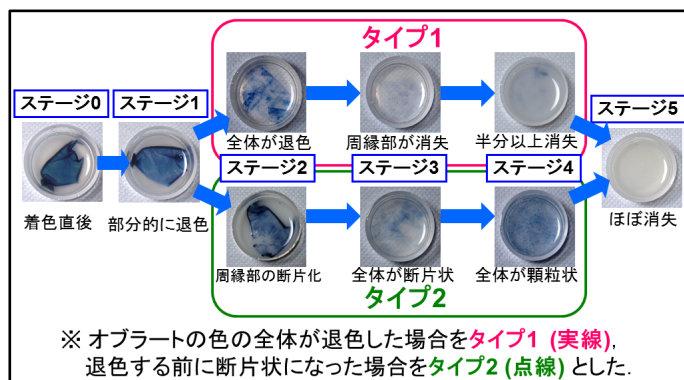 タイプ1
ステージ0
ステージ1
ステージ5
全体が退色
周縁部が消失
半分以上消失
ステージ2
ステージ3
ステージ4
着色直後
部分的に退色
ほぼ消失
周縁部の断片化
全体が断片状
全体が顆粒状
タイプ2
※ オブラートの色の全体が退色した場合をタイプ1 (実線),
退色する前に断片状になった場合をタイプ2 (点線) とした.